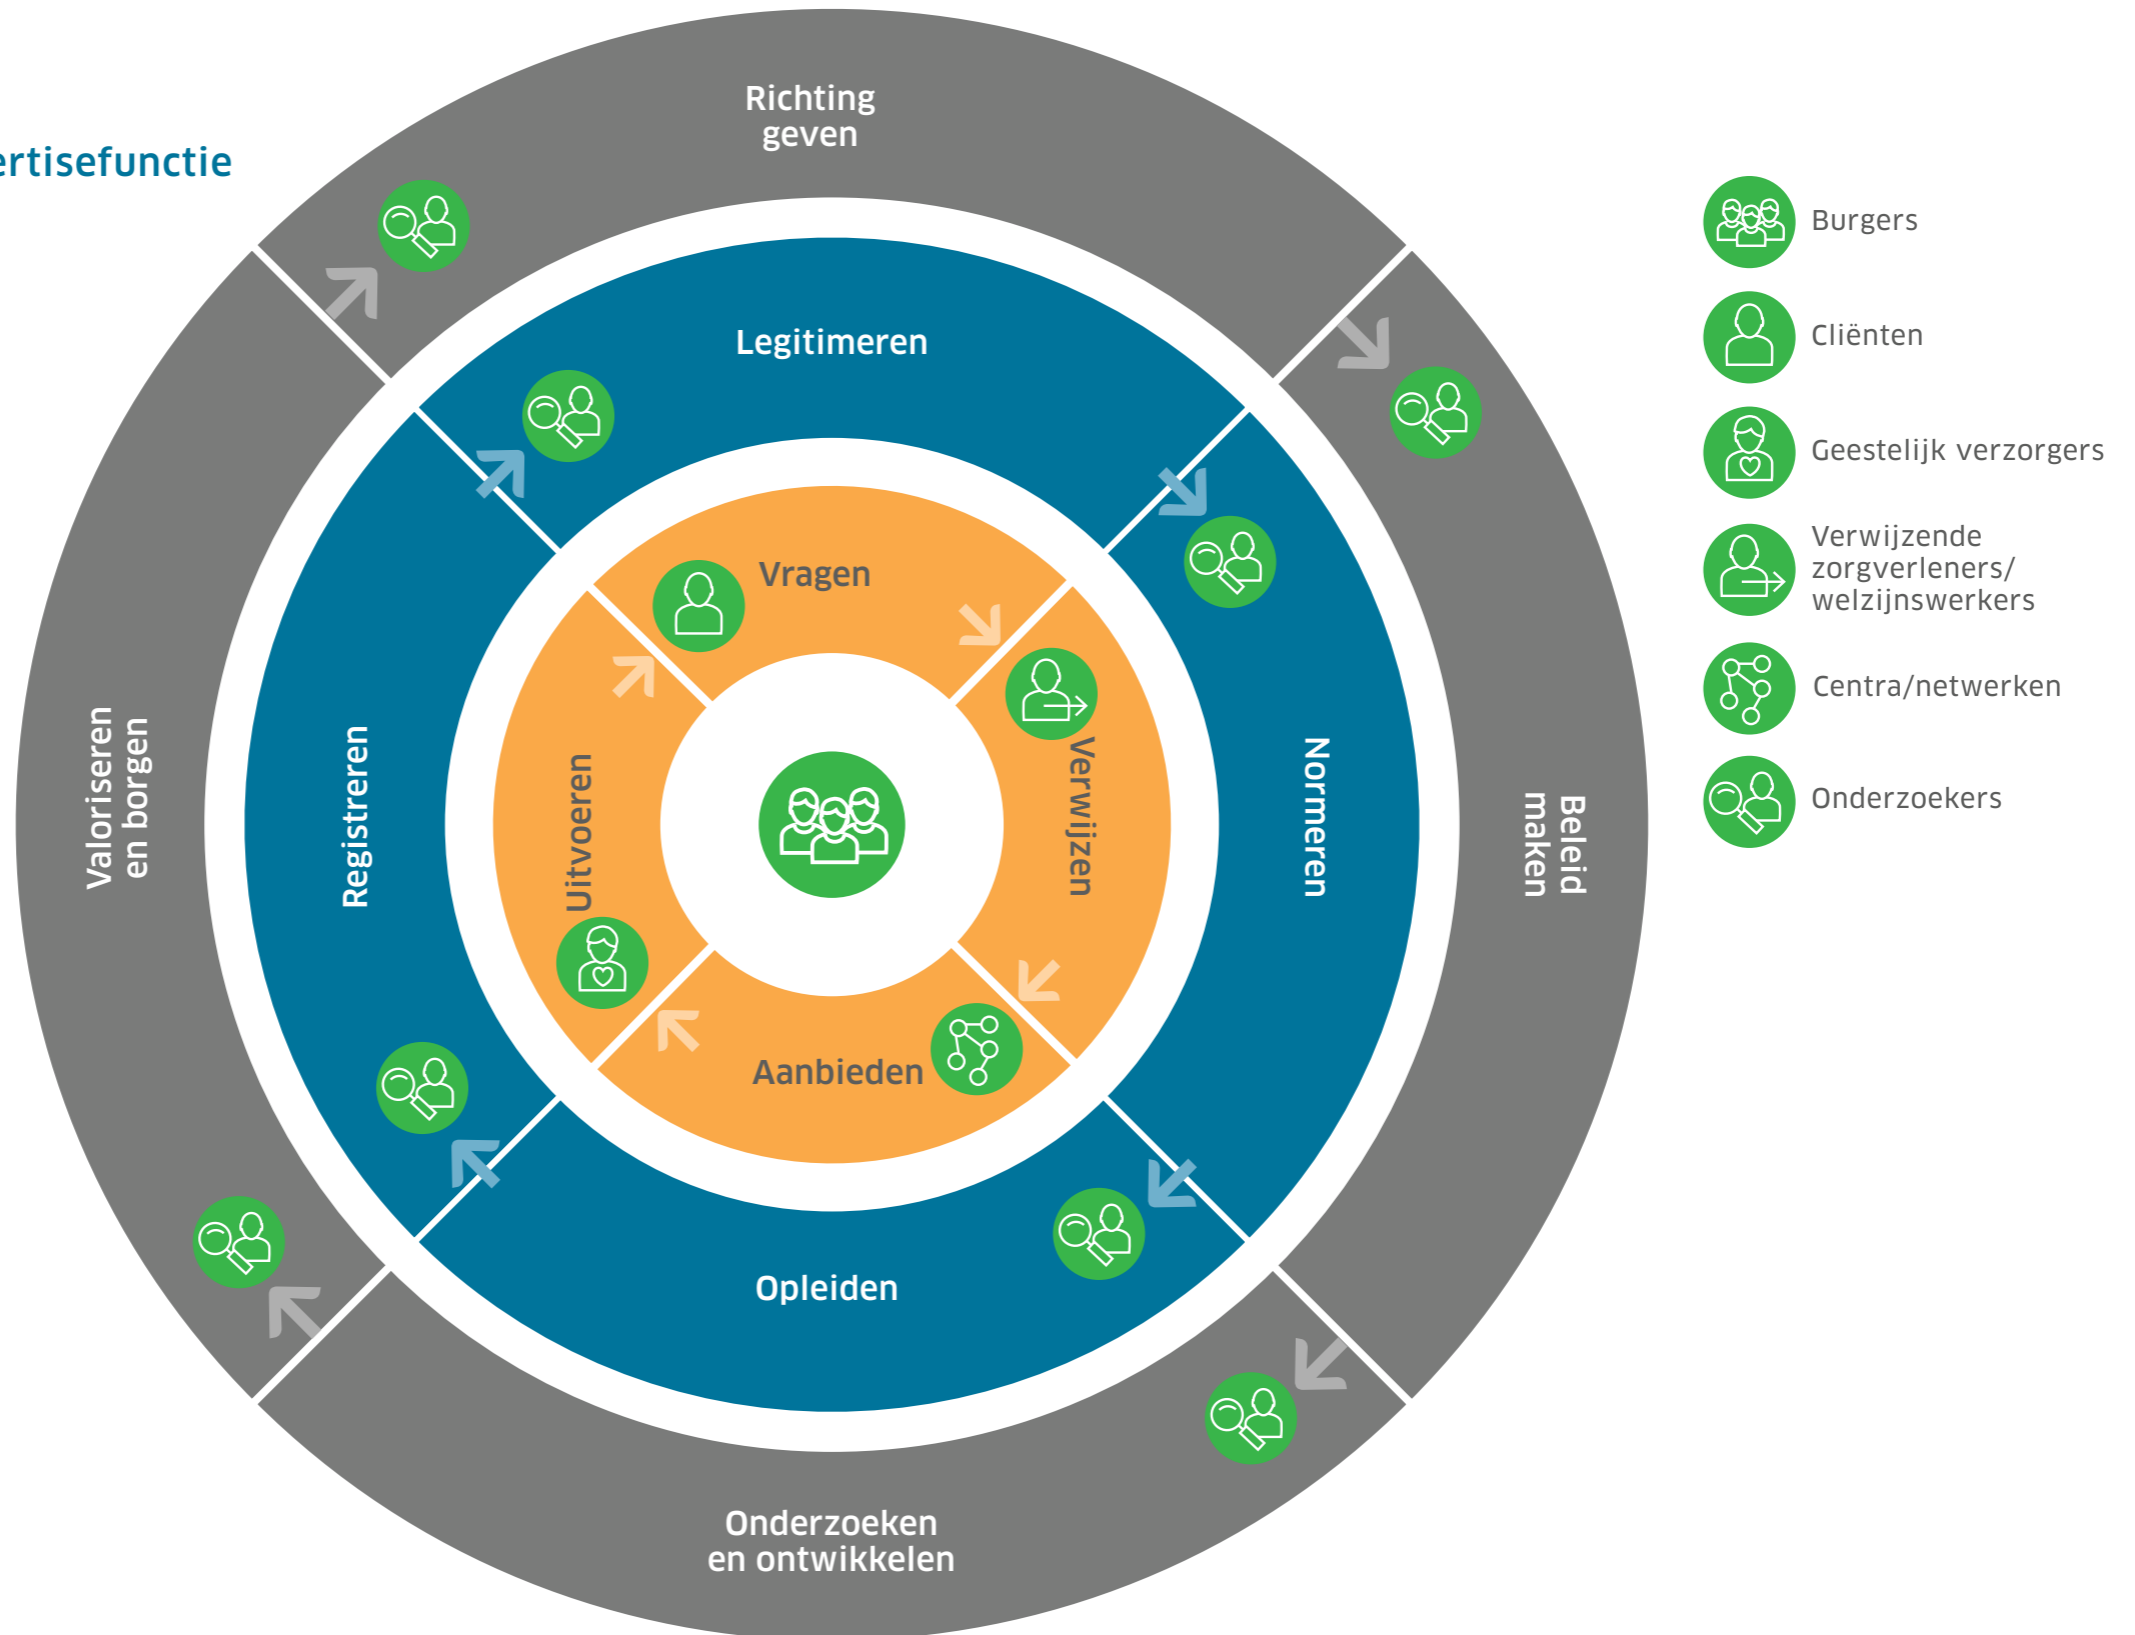 ertisefunctie
Richting
geven
Legitimeren
Vragen
Verwijzen
Aanbieden
Uitvoeren
Normeren
Opleiden
Registreren
Beleid
maken
Onderzoeken
en ontwikkelen
Valoriseren
en borgen
Burgers
Cliënten
Geestelijk verzorgers
Verwijzende
zorgverleners/
welzijnswerkers
Centra/netwerken
Onderzoekers